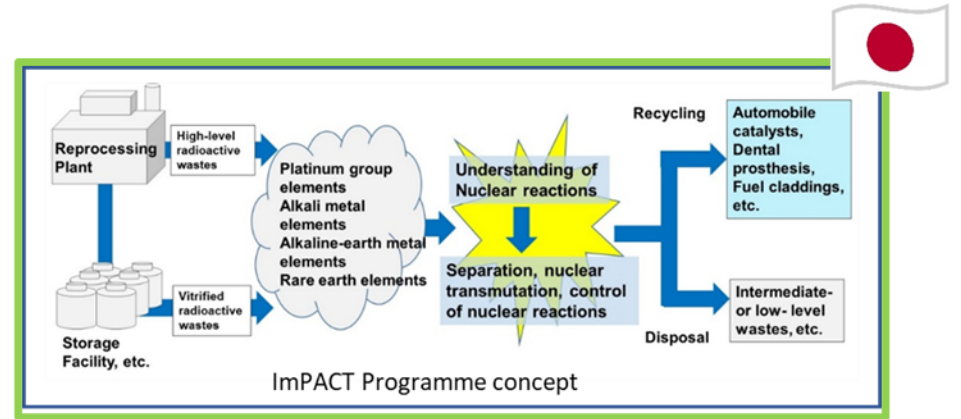 Reprocessing
Plant
High-level
radioactive
wastes
Storage
Facility, etc.
Vitrified
radioactive
wastes
Platinum group
elements
Alkali metal
elements
Alkaline-earth metal
elements
Rare earth elements
Understanding of
Nuclear reactions
Separation, nuclear
transmutation, control
of nuclear reactions
Recycling
Automobile
catalysts,
Dental
prosthesis,
Fuel claddings,
etc.
Disposal
Intermediate-
or low- level
wastes, etc.
ImPACT Programme concept